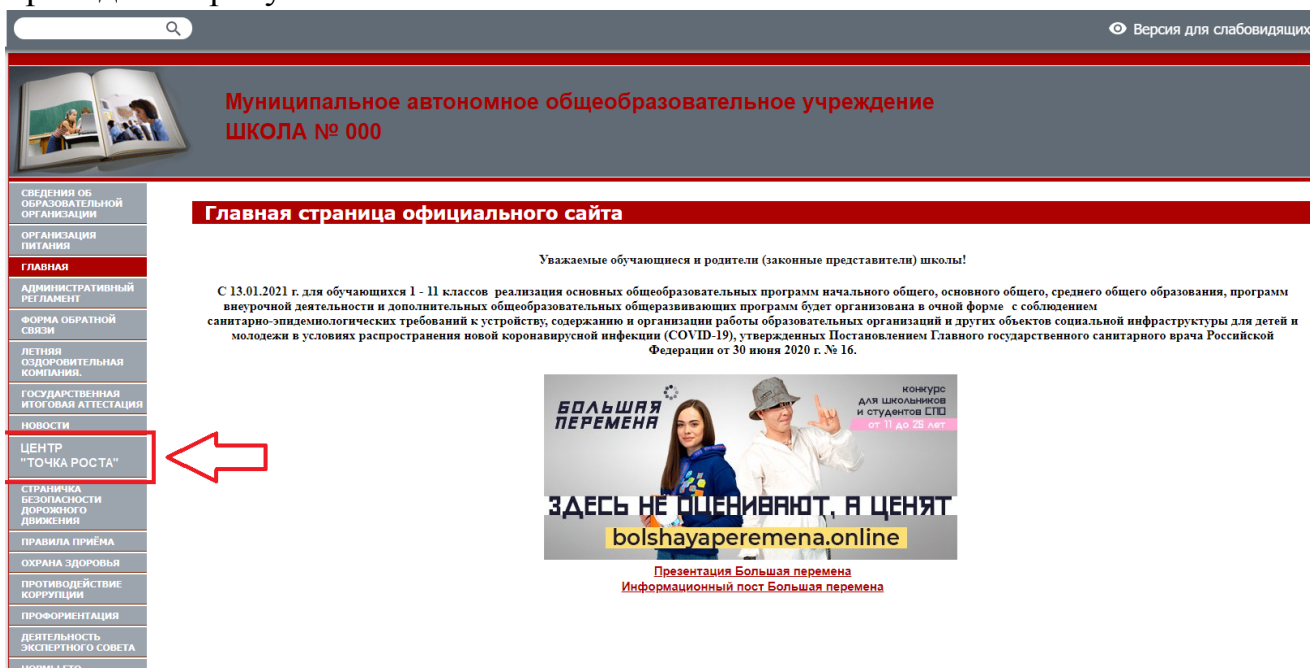 Версия для слабовидящих
Муниципальное автономное общеобразовательное учреждение
ШКОЛА № 000
СВЕДЕНИЯ ОБ
ОБРАЗОВАТЕЛЬНОЙ
ОРГАНИЗАЦИИ
ОРГАНИЗАЦИЯ
ПИТАНИЯ
ГЛАВНАЯ
АДМИНИСТРАТИВНЫЙ
РЕГЛАМЕНТ
ФОРМА ОБРАТНОЙ
СВЯЗИ
ЛЕТНЯЯ
ОЗДОРОВИТЕЛЬНАЯ
КОМПАНИЯ.
ГОСУДАРСТВЕННАЯ
ИТОГОВАЯ АТТЕСТАЦИЯ
НОВОСТИ
ЦЕНТР
"ТОЧКА РОСТА"
СТРАНИЧКА
БЕЗОПАСНОСТИ
ДОРОЖНОГО
ДВИЖЕНИЯ
ПРАВИЛА ПРИЁМА
ОХРАНА ЗДОРОВЬЯ
ПРОТИВОДЕЙСТВИЕ
КОРРУПЦИИ
ПРОФОРИЕНТАЦИЯ
ДЕЯТЕЛЬНОСТЬ
ЭКСПЕРТНОГО СОВЕТА
Главная страница официального сайта
Уважаемые обучающиеся и родители (законные представители) школы!
С 13.01.2021 г. для обучающихся 1 - 11 классов реализация основных общеобразовательных программ начального общего, основного общего, среднего общего образования, программ
внеурочной деятельности и дополнительных общеобразовательных общеразвивающих программ будет организована в очной форме с соблюдением
санитарно-эпидемиологических требований к устройству, содержанию и организации работы образовательных организаций и других объектов социальной инфраструктуры для детей и
молодежи в условиях распространения новой коронавирусной инфекции (COVID-19), утвержденных Постановлением Главного государственного санитарного врача Российской
Федерации от 30 июня 2020 г. № 16.
БОЛЬШАЯ
ПЕРЕМЕНА
конкурс
для школьников
и студентов СПО
от 11 до 25 лет
ЗДЕСЬ НЕ ОЦЕНИВАЮТ, А ЦЕНЯТ
bolshayaperemena.online
Презентация Большая перемена
Информационный пост Большая перемена